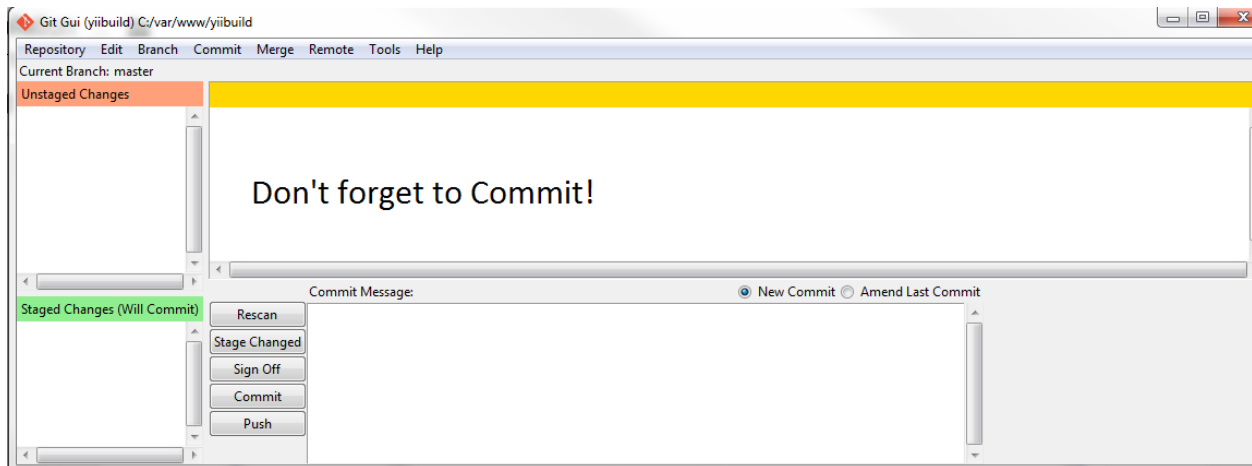 Git Gui (yiibuild) C:/var/www/yiibuild
Repository Edit Branch Commit Merge Remote Tools Help
Current Branch: master
Unstaged Changes
Don't forget to Commit!
Commit Message:
New Commit Amend Last Commit
Staged Changes (Will Commit)
Rescan
Stage Changed
Sign Off
Commit
Push